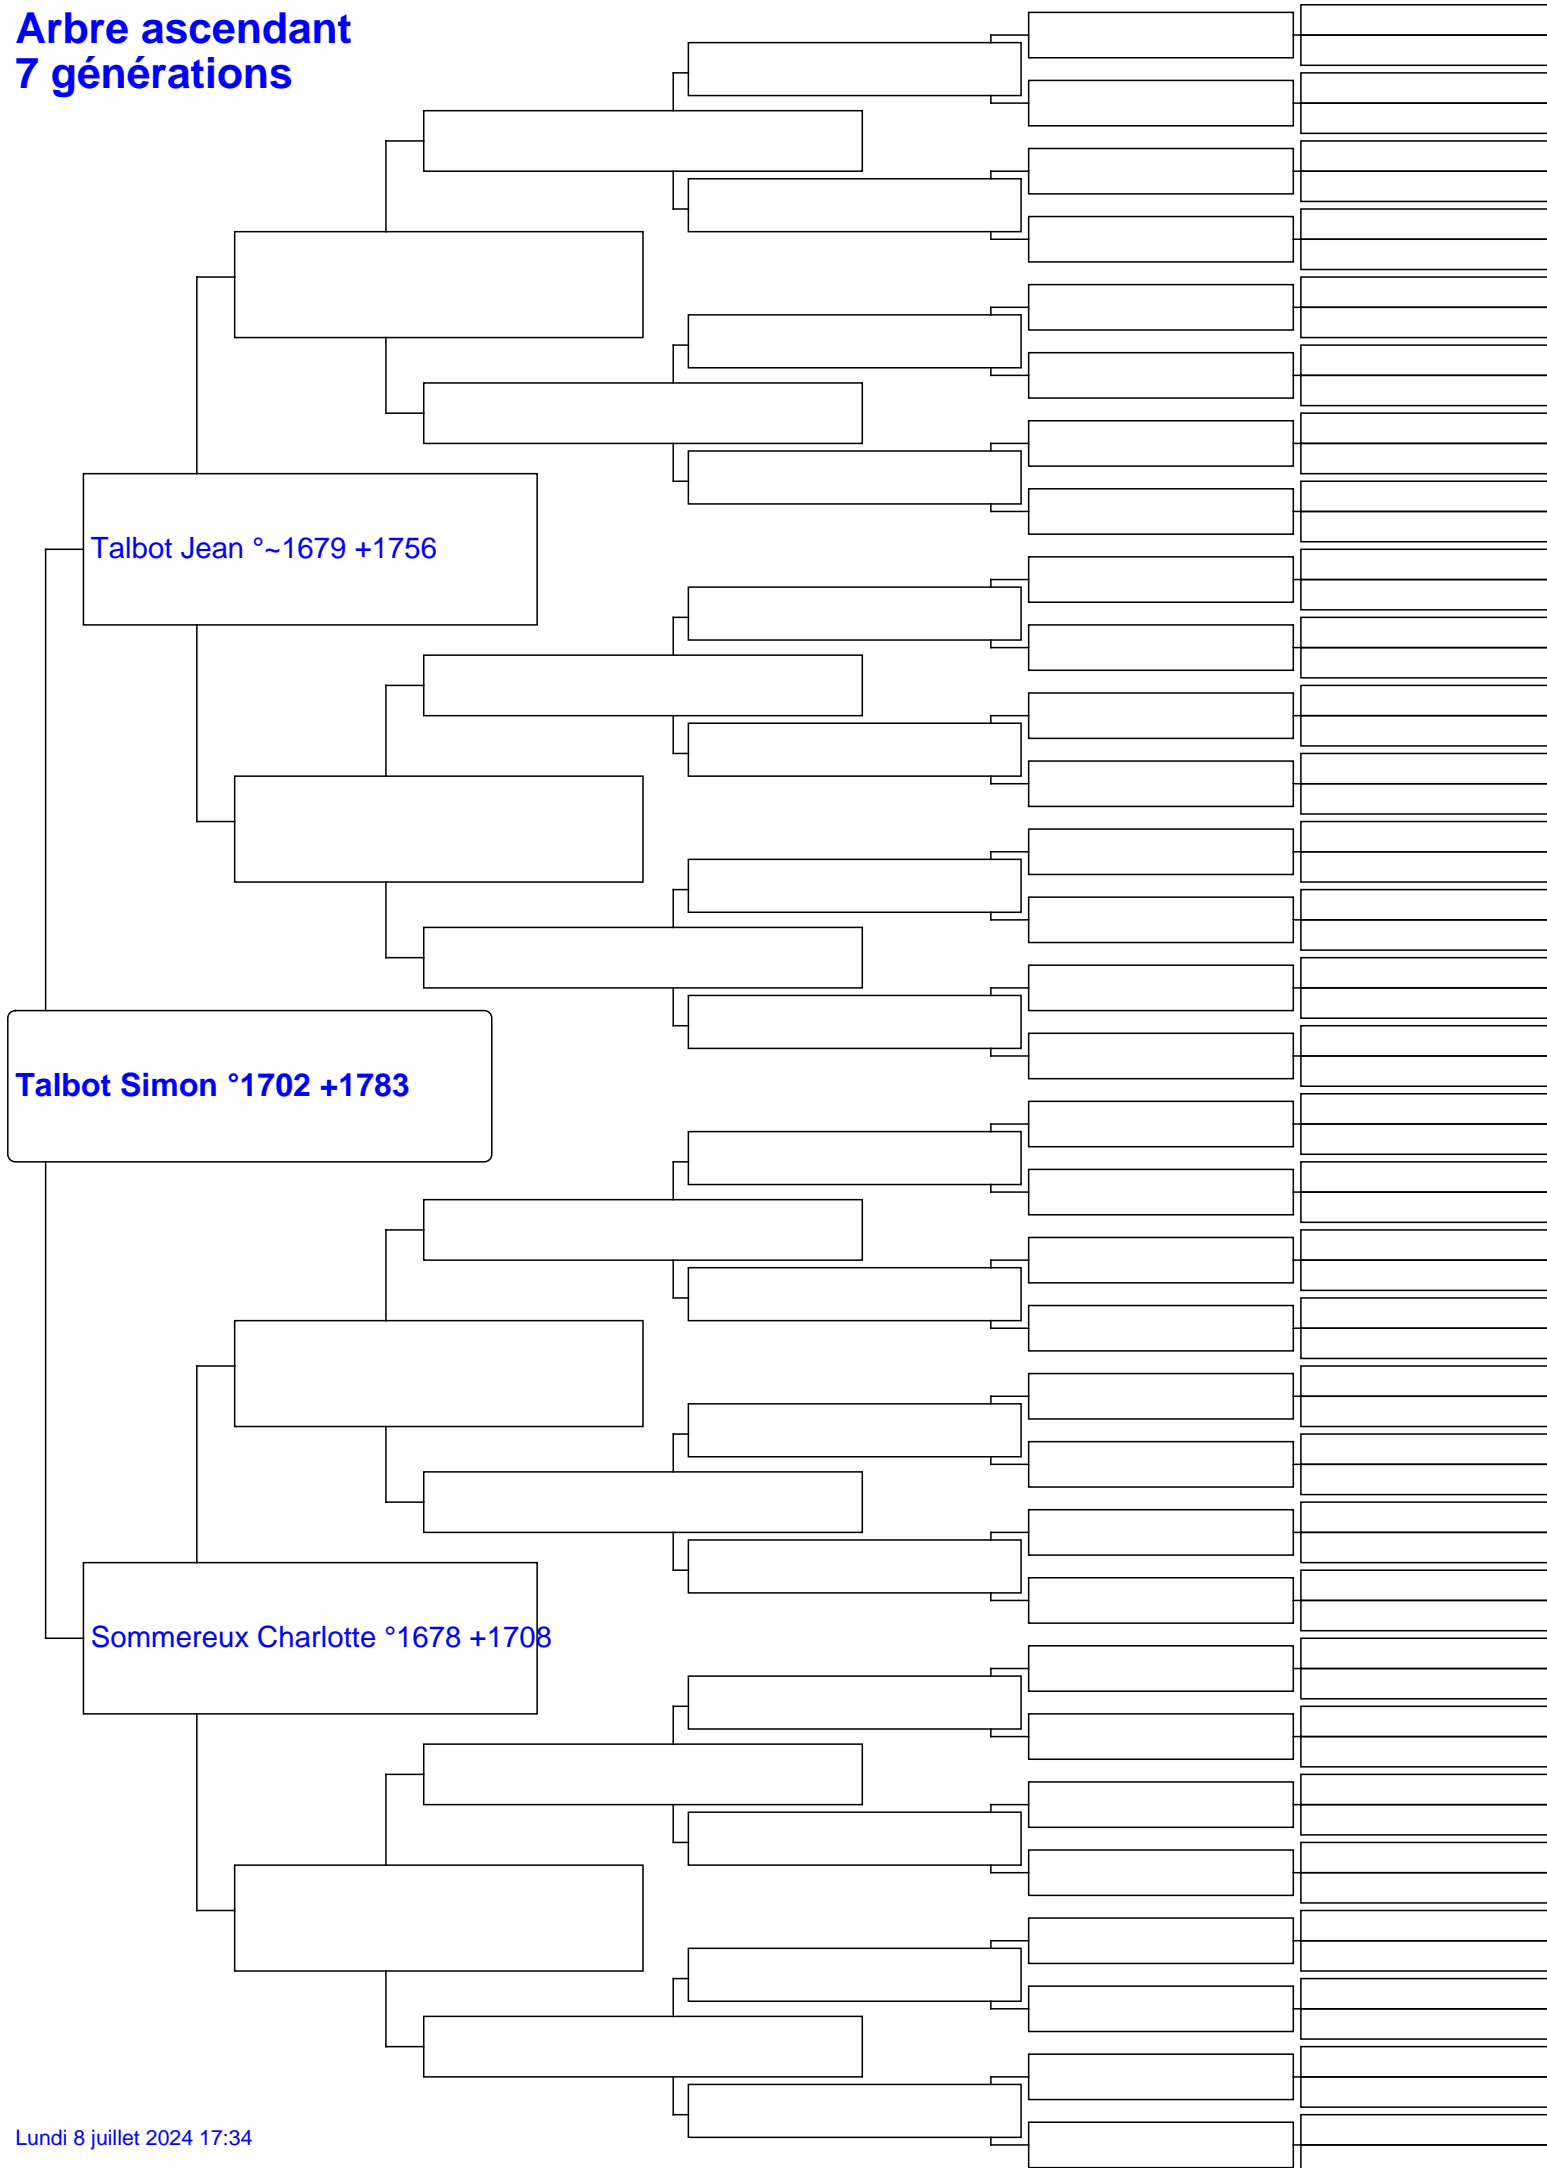 Arbre ascendant
7 générations
Talbot Jean °~1679 +1756
Talbot Simon °1702 +1783
Sommereux Charlotte °1678 +1708
Lundi 8 juillet 2024 17:34